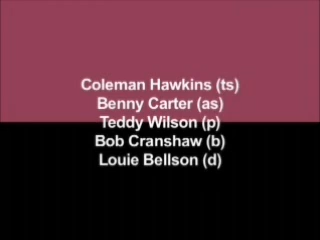 Coleman Hawkins (ts)
Benny Carter (as)
Teddy Wilson (p)
Bob Cranshaw (b)
Louie Bellson (d)